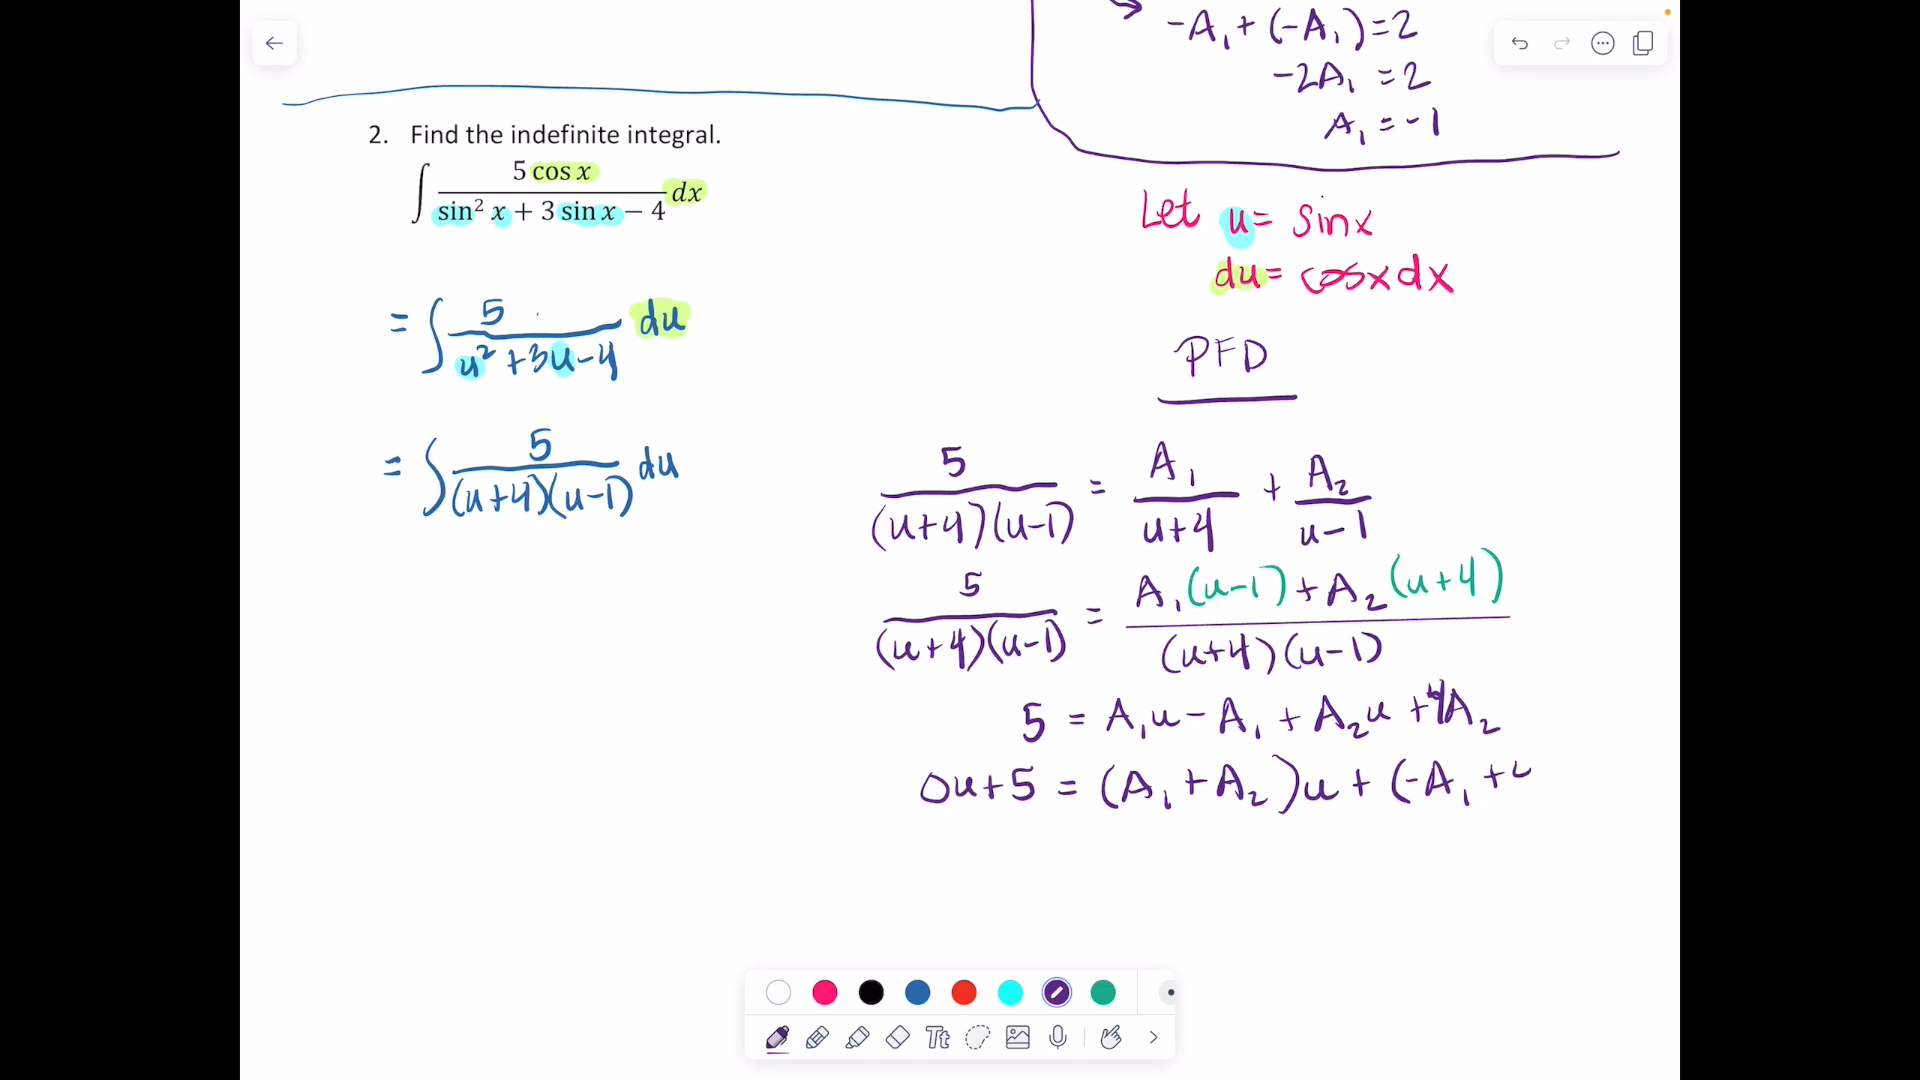 -A₁ + (-A₁) = 2
-2A₁ = 2
A₁ = -1
2. Find the indefinite integral.
∫ (5 cos x)/(sin² x + 3 sin x − 4) dx
Let u = sin x
du = cosx dx
= ∫ 5/(u² + 3u - 4) du
PFD
= ∫ 5/((u+4)(u-1)) du
5/((u+4)(u-1)) = A₁/(u+4) + A₂/(u-1)
5/((u+4)(u-1)) = (A₁(u-1) + A₂(u+4))/((u+4)(u-1))
5 = A₁u - A₁ + A₂u + 4A₂
0u + 5 = (A₁ + A₂)u + (-A₁ +
Tt